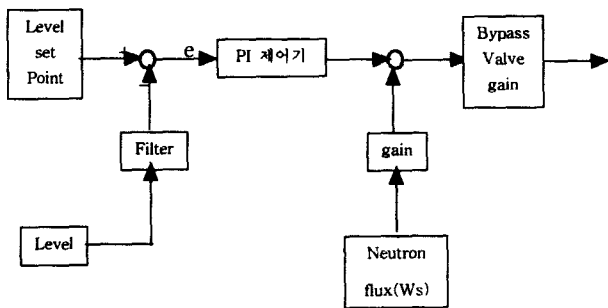 Level
set
Point
+
e
PI 제어기
Bypass
Valve
gain
−
Filter
gain
Level
Neutron
flux(Ws)